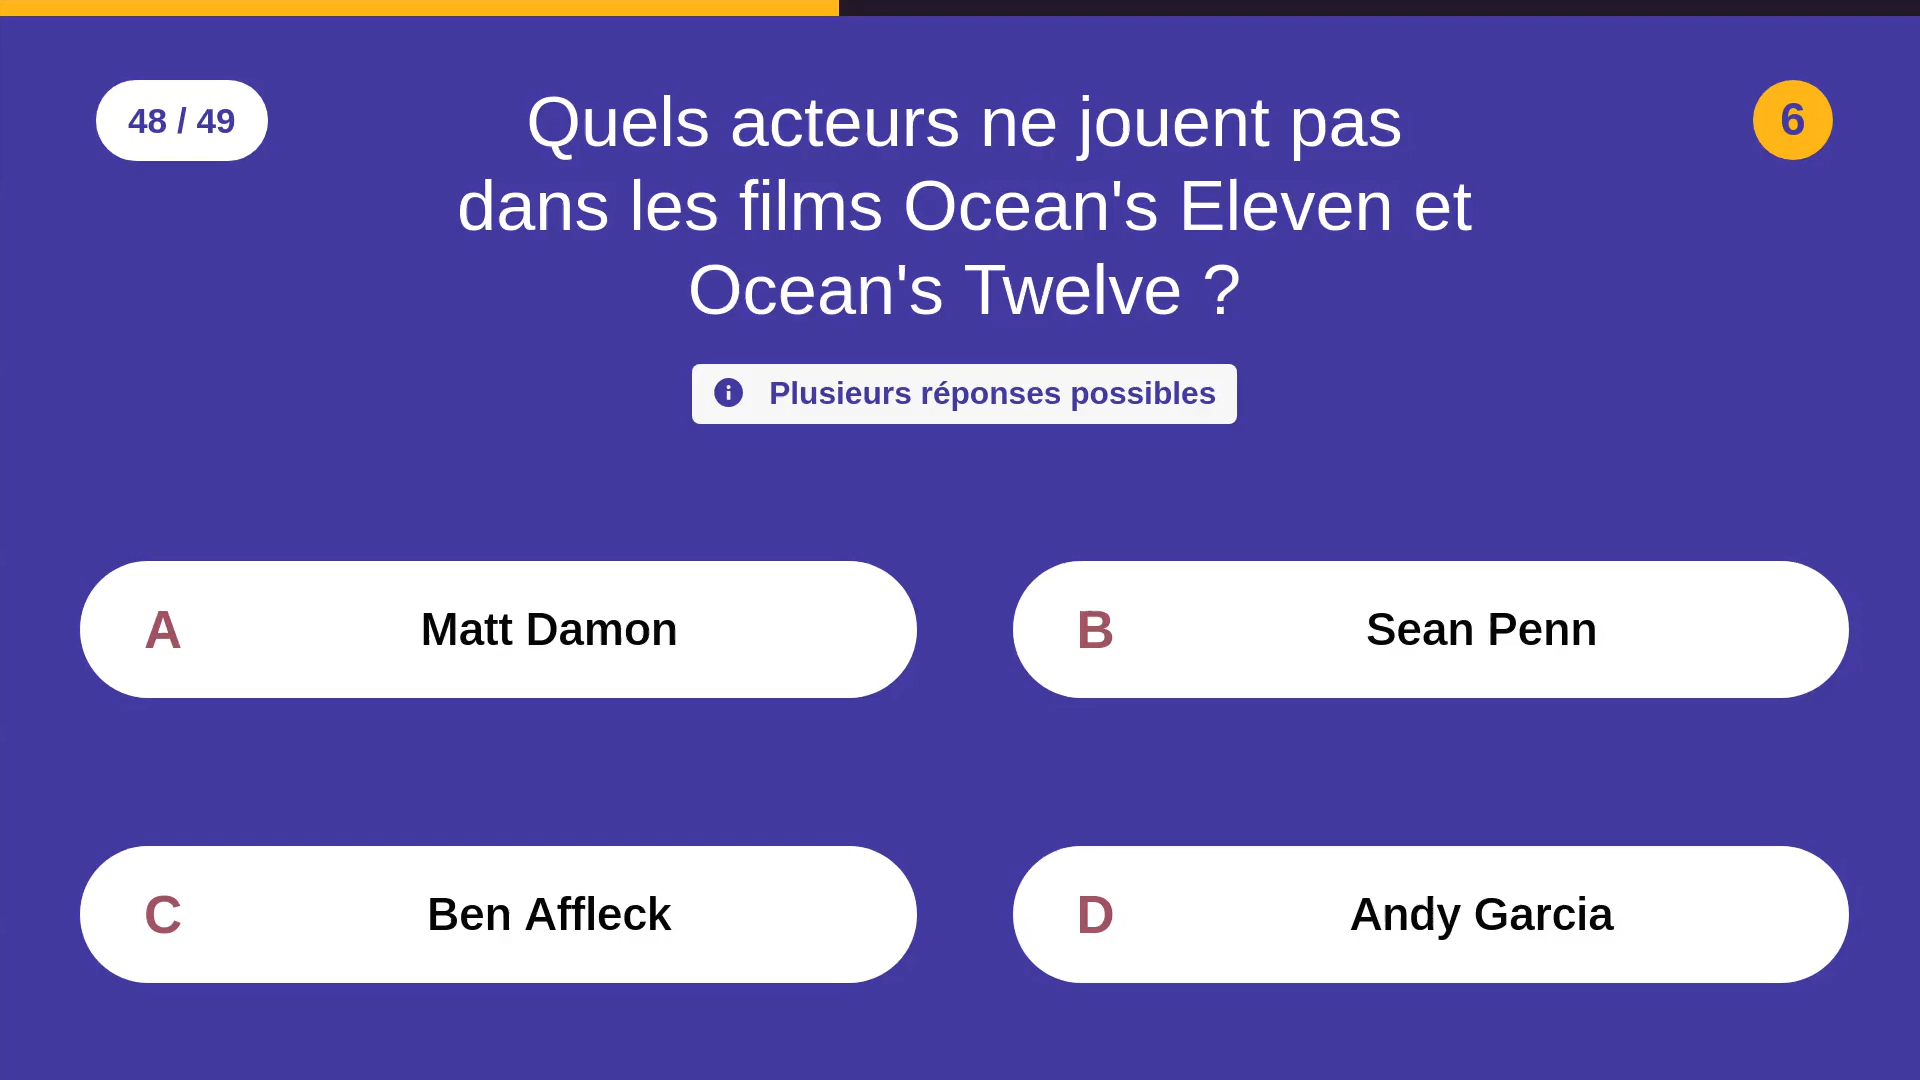 48 / 49
Quels acteurs ne jouent pas
dans les films Ocean's Eleven et
Ocean's Twelve ?
6
Plusieurs réponses possibles
A Matt Damon
B Sean Penn
C Ben Affleck
D Andy Garcia